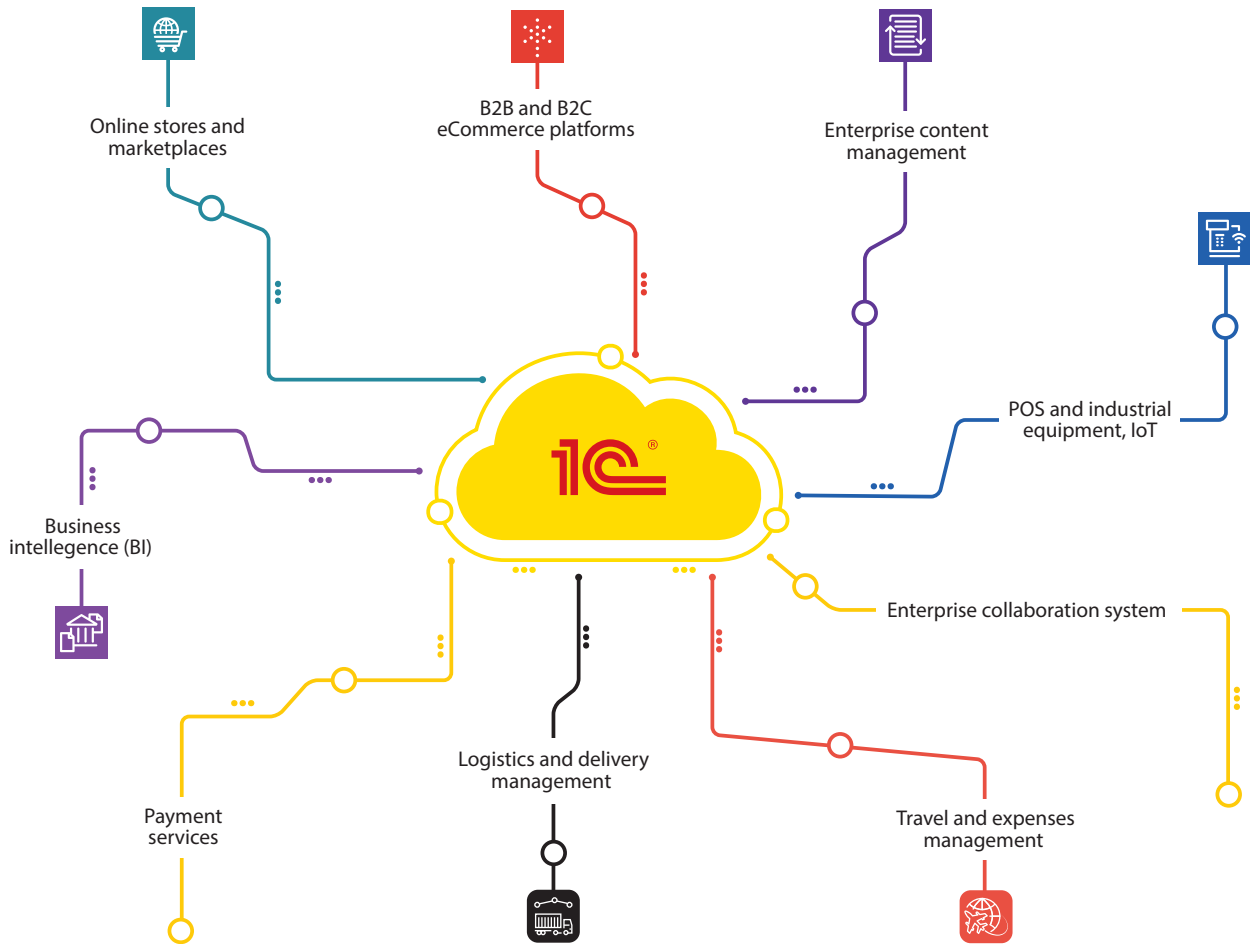 Online stores and
marketplaces
B2B and B2C
eCommerce platforms
Enterprise content
management
POS and industrial
equipment, IoT
1C®
Business
intellegence (BI)
Enterprise collaboration system
Logistics and delivery
management
Payment
services
Travel and expenses
management